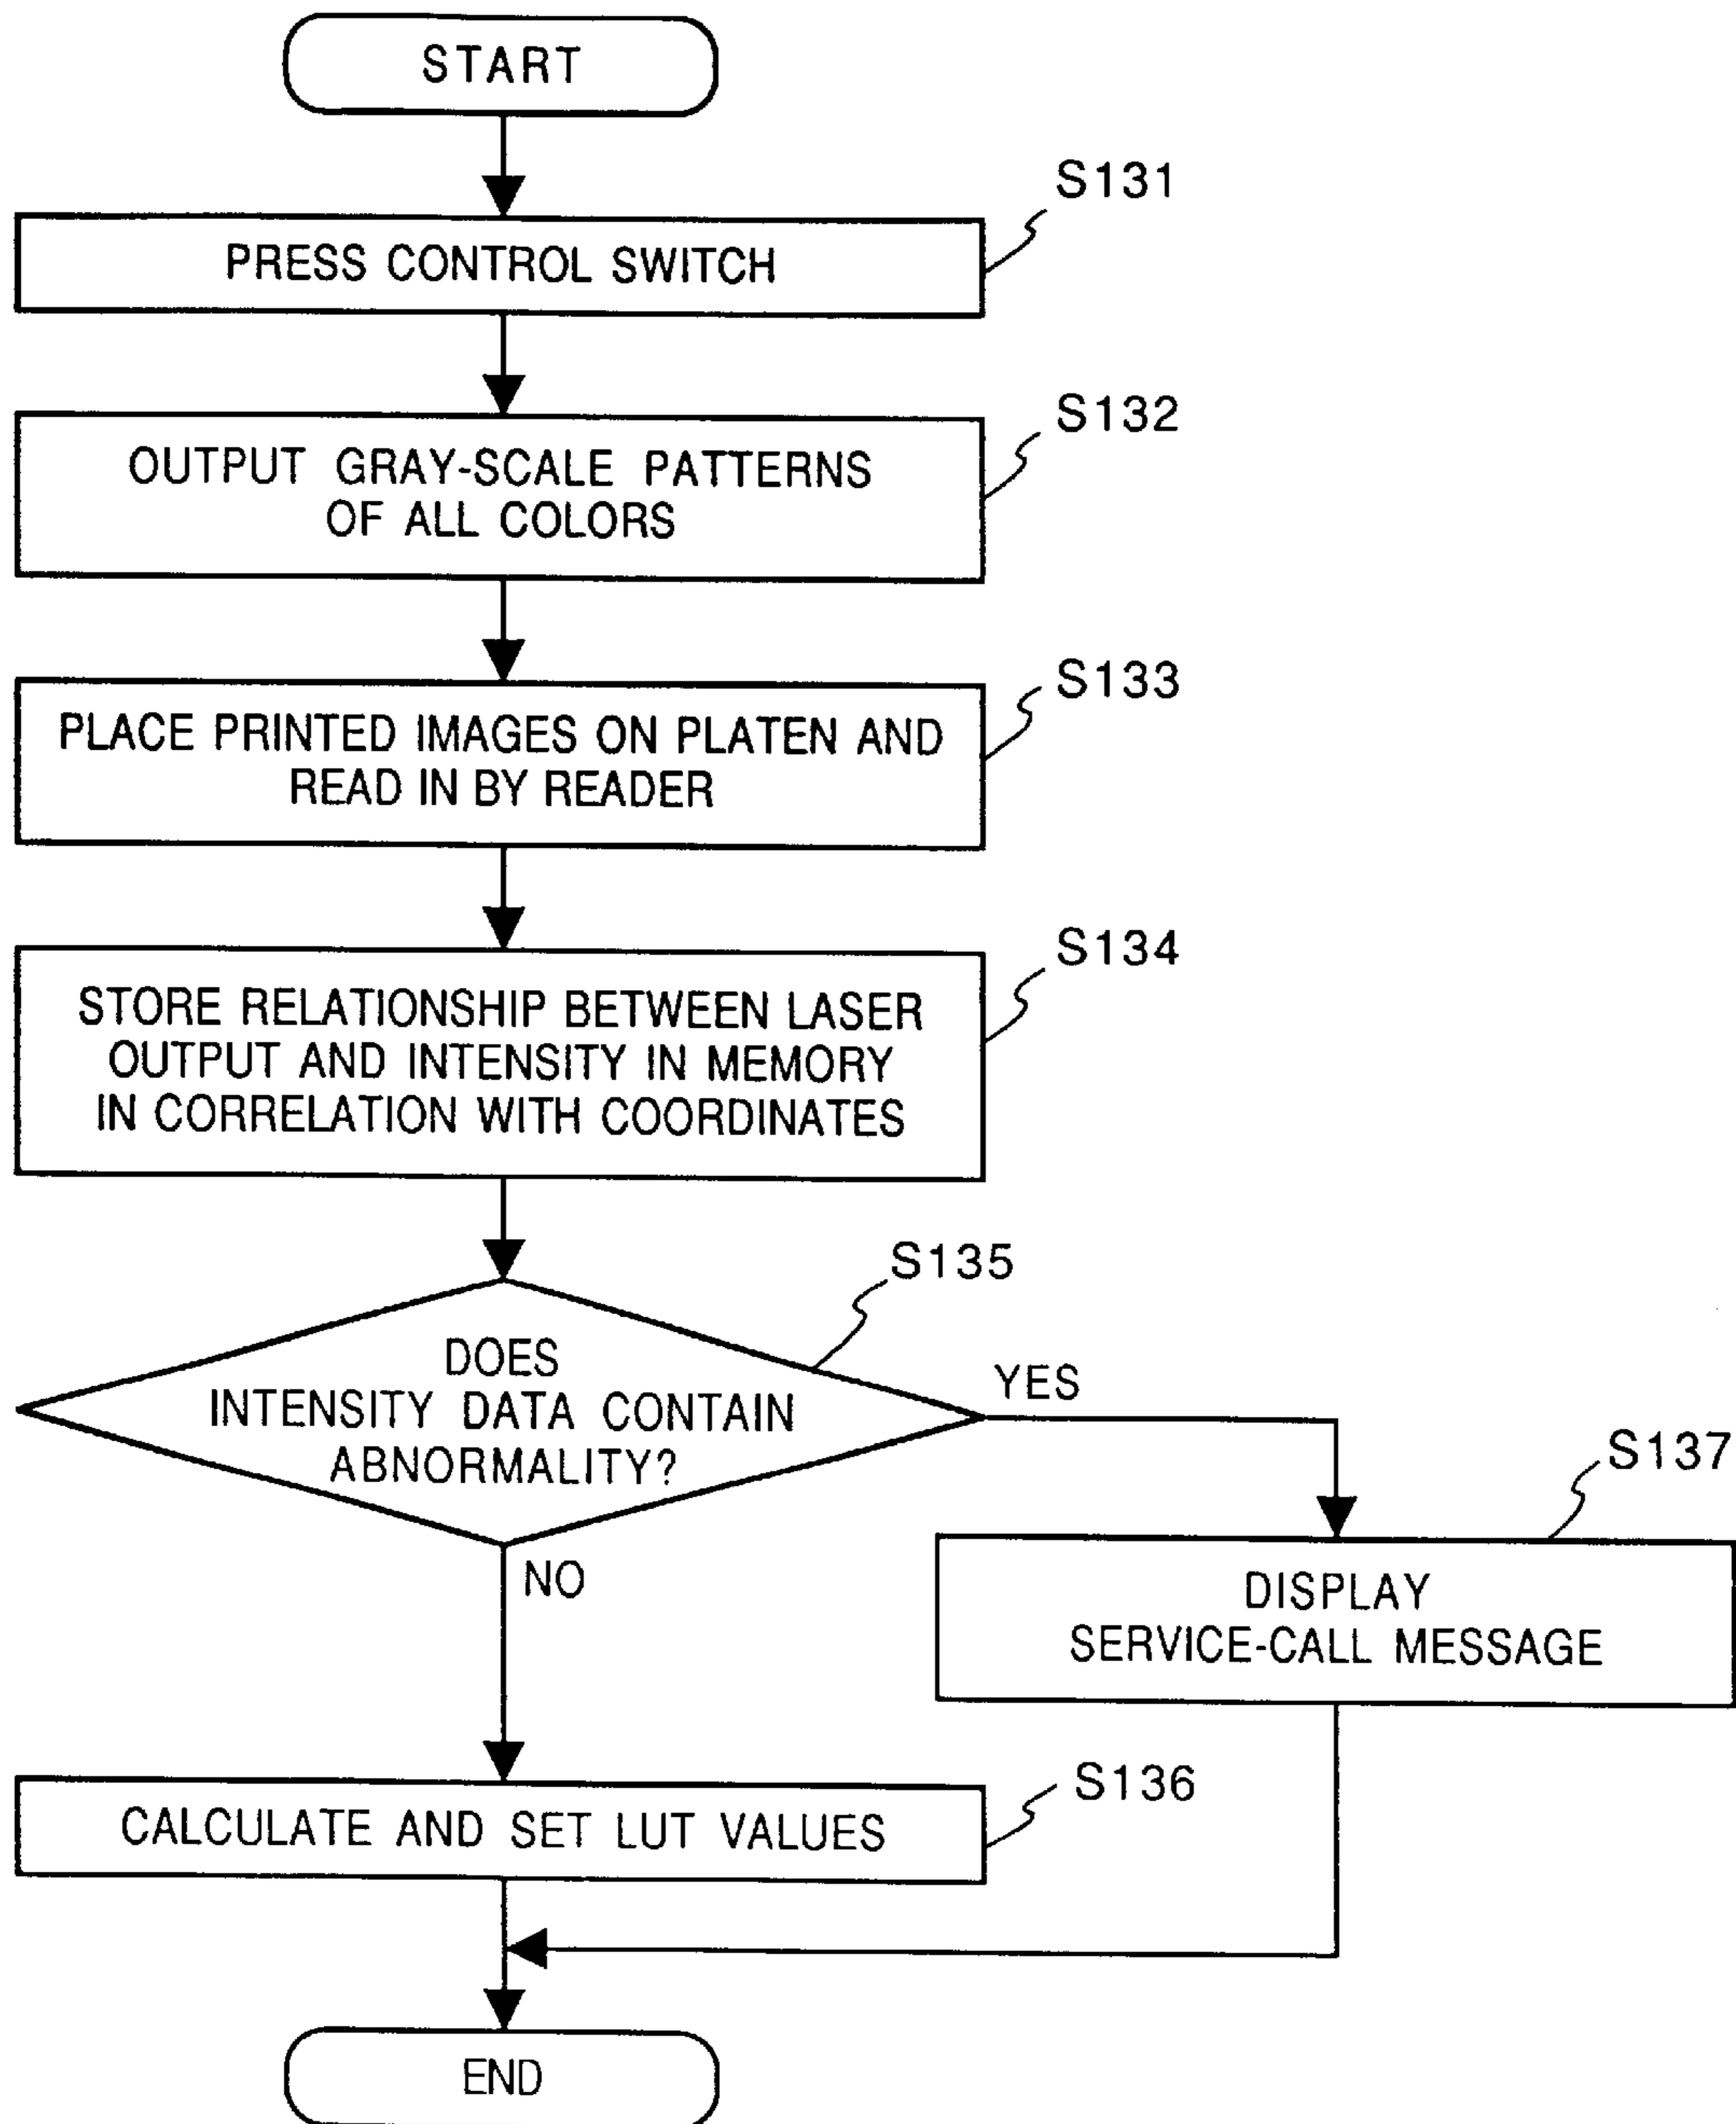 START
S131
PRESS CONTROL SWITCH
S132
OUTPUT GRAY-SCALE PATTERNS
OF ALL COLORS
S133
PLACE PRINTED IMAGES ON PLATEN AND
READ IN BY READER
S134
STORE RELATIONSHIP BETWEEN LASER
OUTPUT AND INTENSITY IN MEMORY
IN CORRELATION WITH COORDINATES
S135
DOES
INTENSITY DATA CONTAIN
ABNORMALITY?
YES
NO
S137
DISPLAY
SERVICE-CALL MESSAGE
S136
CALCULATE AND SET LUT VALUES
END